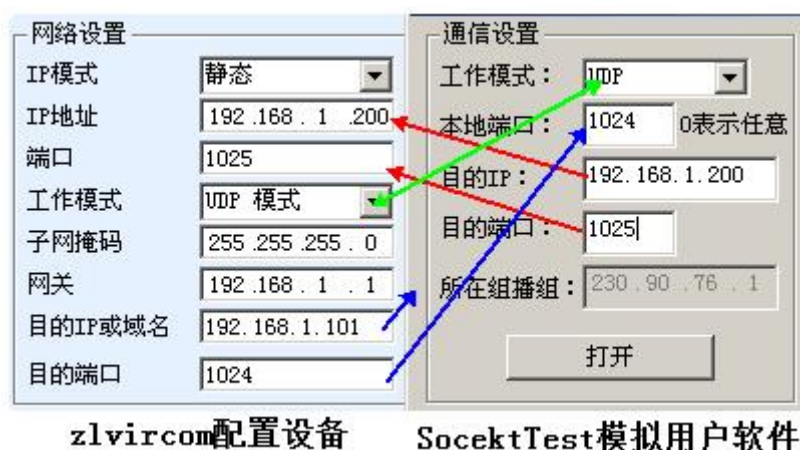 网络设置
IP模式 静态
IP地址 192 .168 . 1 .200
端口 1025
工作模式 UDP 模式
子网掩码 255 .255 .255 . 0
网关 192 .168 . 1 . 1
目的IP或域名 192.168.1.101
目的端口 1024
zlvircom配置设备
通信设置
工作模式： UDP
本地端口： 1024 0表示任意
目的IP： 192.168.1.200
目的端口： 1025
所在组播组： 230 .90 .76 . 1
打开
SocektTest模拟用户软件